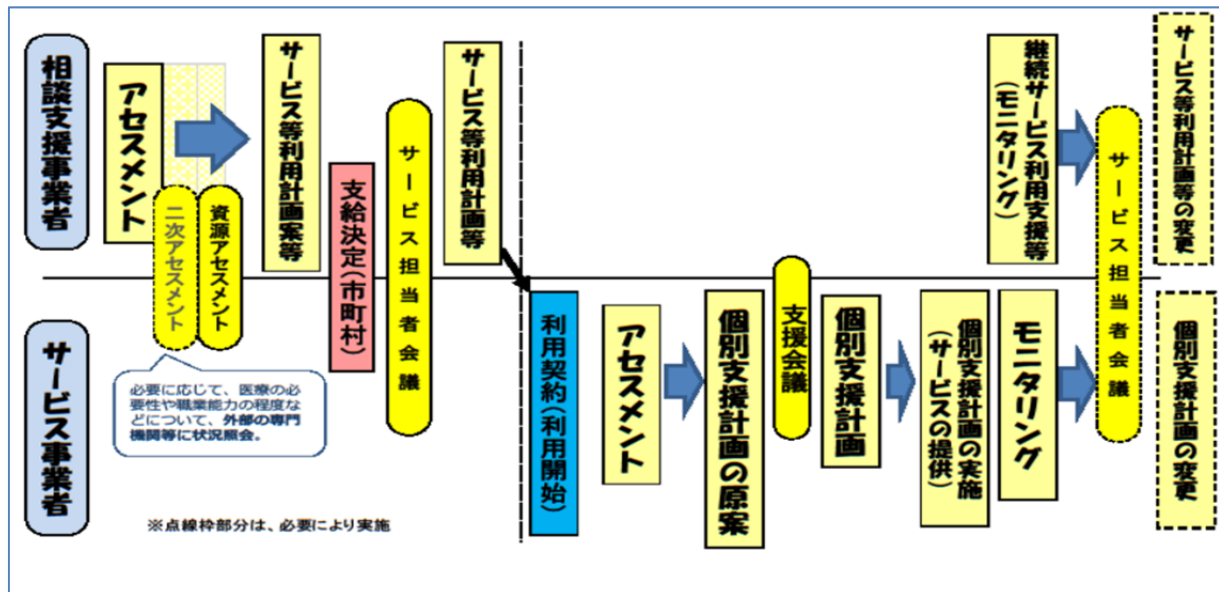 相談支援事業者
アセスメント
二次アセスメント
資源アセスメント
サービス等利用計画案等
支給決定(市町村)
サービス担当者会議
サービス等利用計画等
継続サービス利用支援等
(モニタリング)
サービス担当者会議
サービス等利用計画等の変更
サービス事業者
必要に応じて、医療の必
要性や職業能力の程度な
どについて、外部の専門
機関等に状況照会。
※点線枠部分は、必要により実施
利用契約(利用開始)
アセスメント
個別支援計画の原案
支援会議
個別支援計画
個別支援計画の実施
(サービスの提供)
モニタリング
個別支援計画の変更